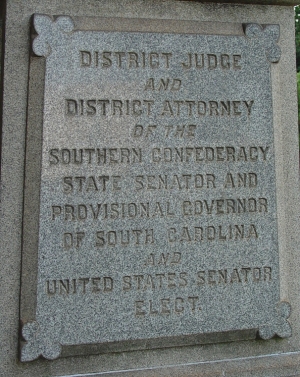 DISTRICT JUDGE
AND
DISTRICT ATTORNEY
OF THE
SOUTHERN CONFEDERACY
STATE SENATOR AND
PROVISIONAL GOVERNOR
OF SOUTH CAROLINA
AND
UNITED STATES SENATOR
ELECT.